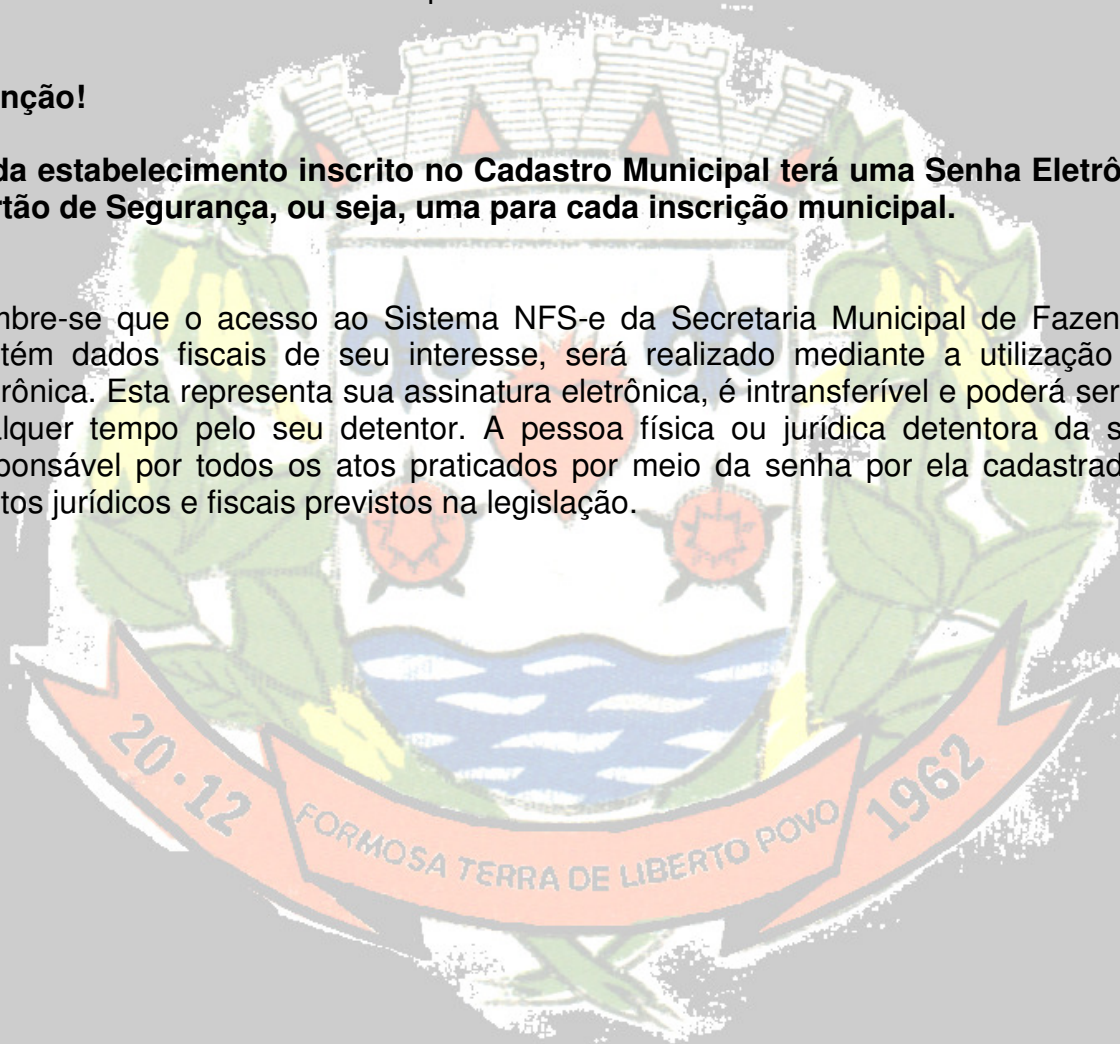 nção!
da estabelecimento inscrito no Cadastro Municipal terá uma Senha Eletrô
rtão de Segurança, ou seja, uma para cada inscrição municipal.
mbre-se que o acesso ao Sistema NFS-e da Secretaria Municipal de Fazen
tém dados fiscais de seu interesse, será realizado mediante a utilização
rônica. Esta representa sua assinatura eletrônica, é intransferível e poderá ser
lquer tempo pelo seu detentor. A pessoa física ou jurídica detentora da s
ponsável por todos os atos praticados por meio da senha por ela cadastrad
tos jurídicos e fiscais previstos na legislação.
20·12
FORMOSA TERRA DE LIBERTO POVO
1962